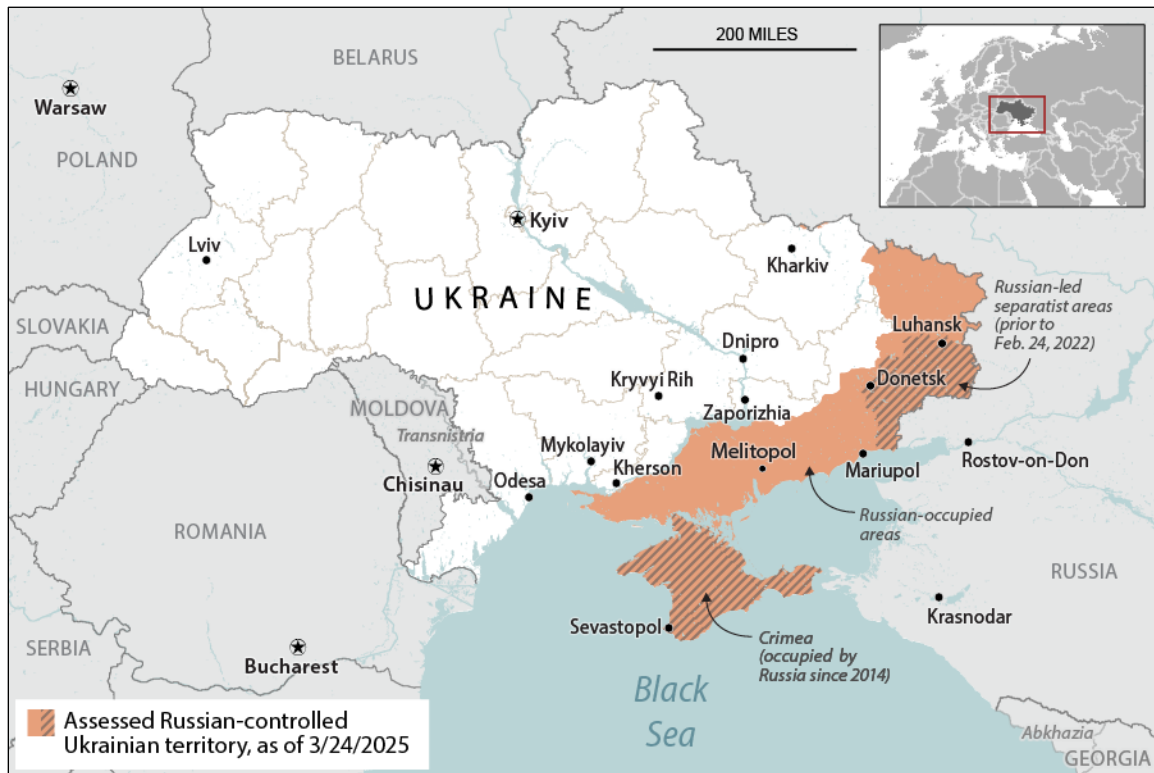 200 MILES
BELARUS
Warsaw
POLAND
Kyiv
Lviv
Kharkiv
UKRAINE
SLOVAKIA
Russian-led
separatist areas
(prior to
Feb. 24, 2022)
Luhansk
Dnipro
HUNGARY
Donetsk
Kryvyi Rih
MOLDOVA
Zaporizhia
Transnistria
Mykolayiv
Melitopol
Kherson
Mariupol
Rostov-on-Don
Chisinau
Odesa
Russian-occupied
areas
ROMANIA
RUSSIA
Krasnodar
Sevastopol
Crimea
(occupied by
Russia since 2014)
SERBIA
Bucharest
Black
Sea
Assessed Russian-controlled
Ukrainian territory, as of 3/24/2025
Abkhazia
GEORGIA